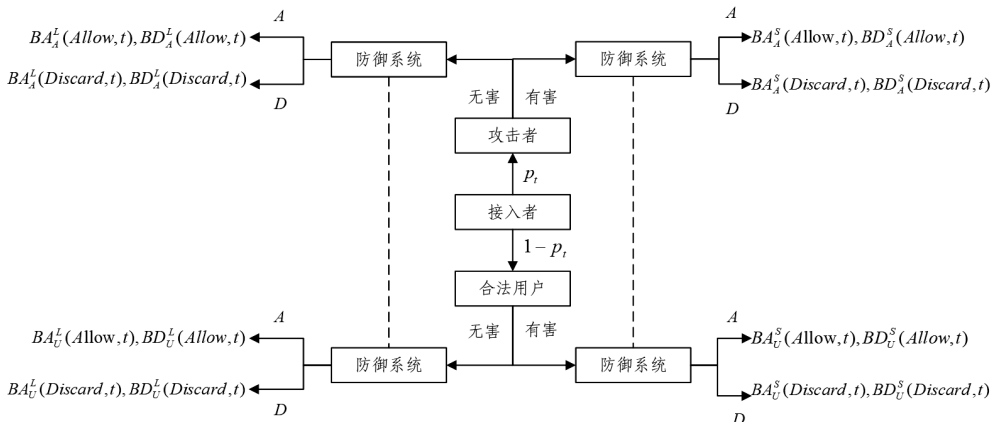 A
A
BA_A^L(Allow,t),BD_A^L(Allow,t)
防御系统
防御系统
BA_A^S(Allow,t),BD_A^S(Allow,t)
BA_A^L(Discard,t),BD_A^L(Discard,t)
BA_A^S(Discard,t),BD_A^S(Discard,t)
D
无害
有害
D
攻击者
p_t
接入者
1-p_t
合法用户
A
无害
有害
A
BA_U^L(Allow,t),BD_U^L(Allow,t)
BA_U^S(Allow,t),BD_U^S(Allow,t)
防御系统
防御系统
BA_U^L(Discard,t),BD_U^L(Discard,t)
BA_U^S(Discard,t),BD_U^S(Discard,t)
D
D